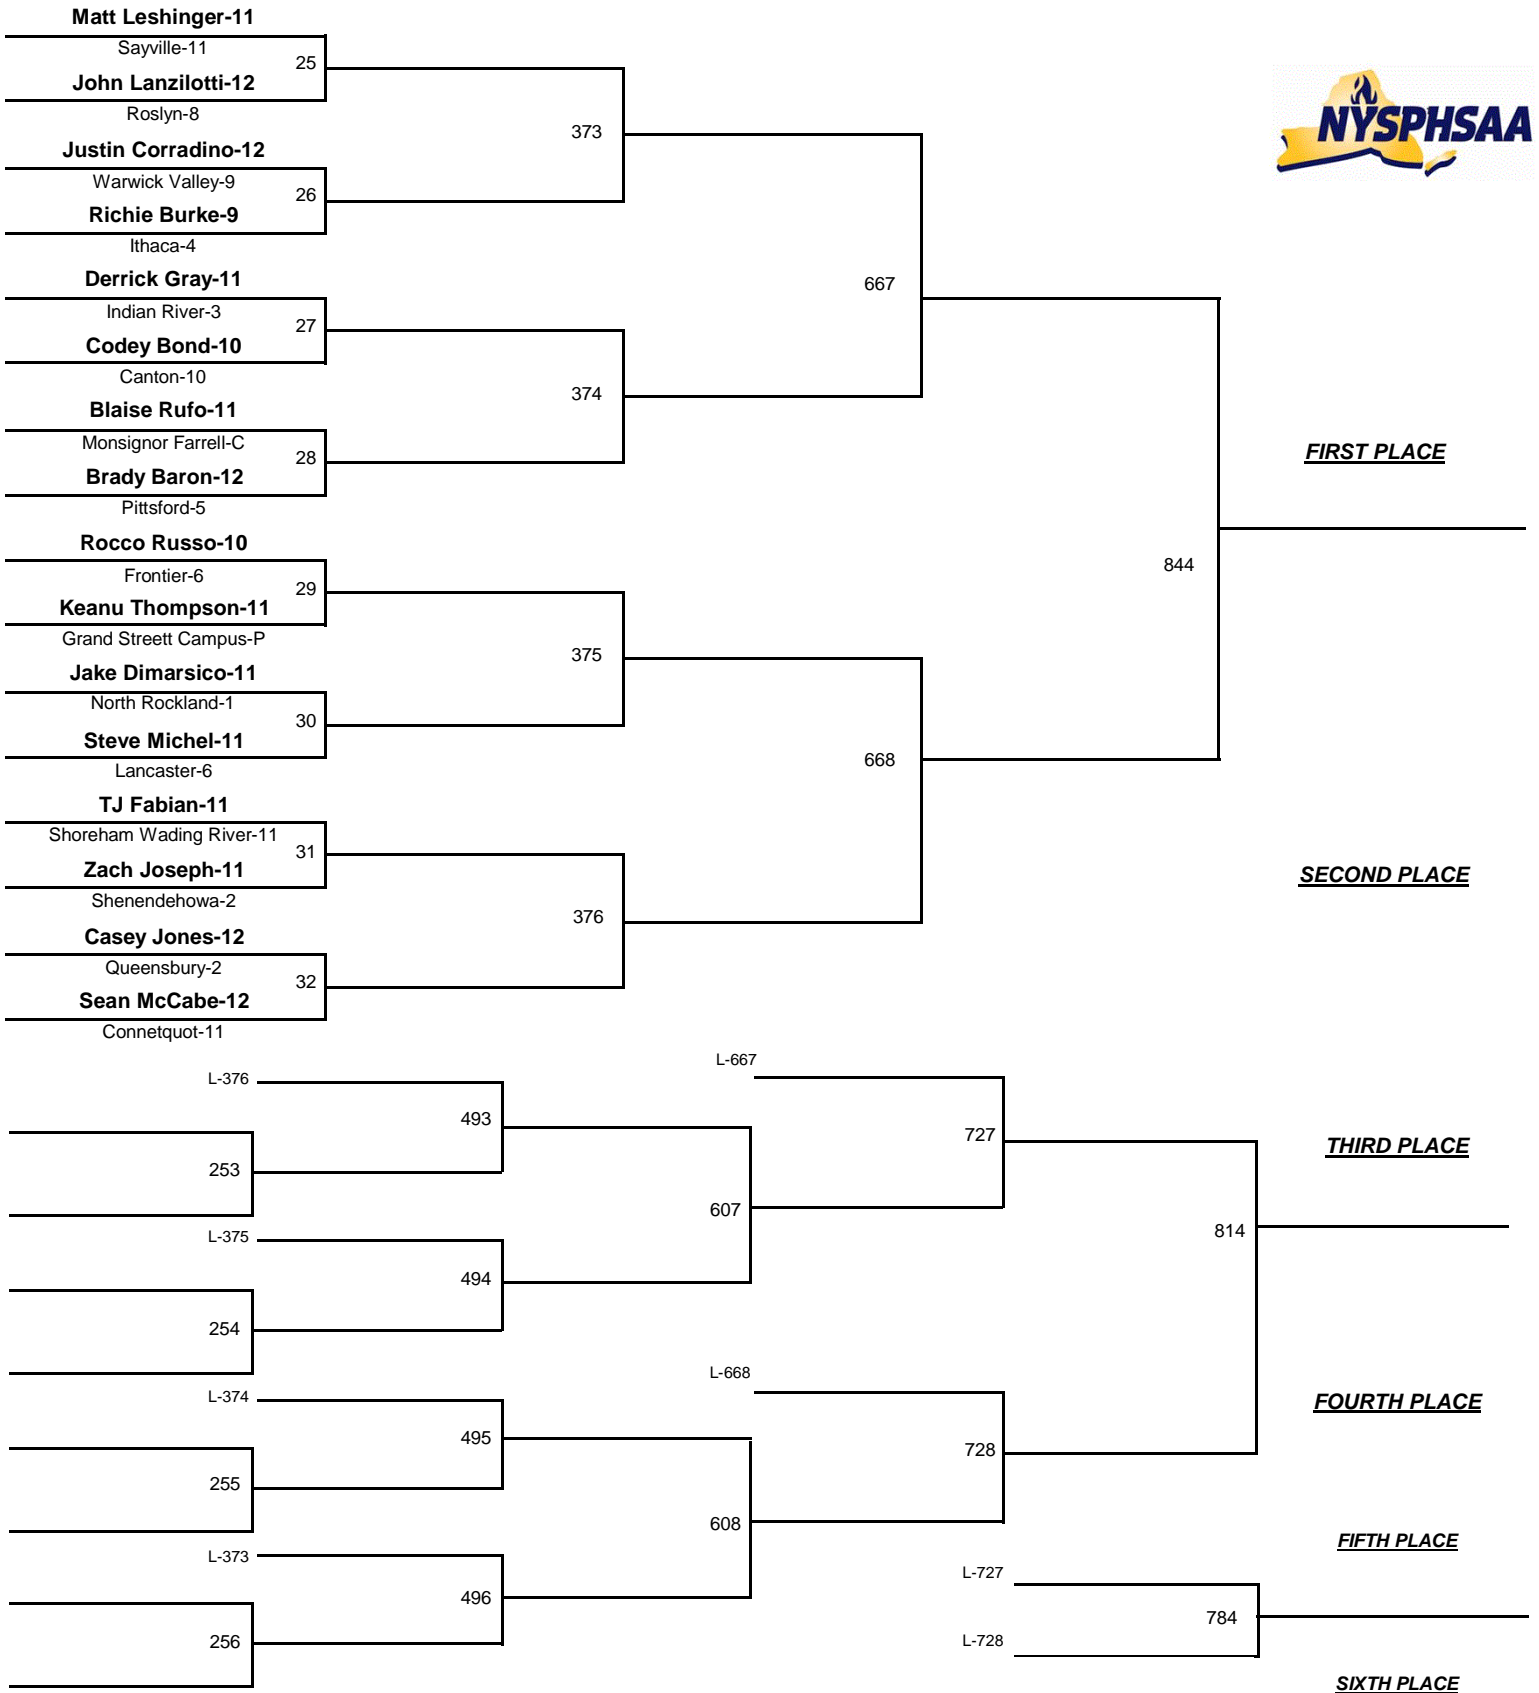 Matt Leshinger-11
Sayville-11
25
John Lanzilotti-12
Roslyn-8
373
Justin Corradino-12
Warwick Valley-9
26
Richie Burke-9
Ithaca-4
NYSPHSAA
Derrick Gray-11
667
Indian River-3
27
Codey Bond-10
Canton-10
374
Blaise Rufo-11
Monsignor Farrell-C
28
FIRST PLACE
Brady Baron-12
Pittsford-5
Rocco Russo-10
844
Frontier-6
29
Keanu Thompson-11
Grand Streett Campus-P
375
Jake Dimarsico-11
North Rockland-1
30
Steve Michel-11
668
Lancaster-6
TJ Fabian-11
Shoreham Wading River-11
31
Zach Joseph-11
SECOND PLACE
Shenendehowa-2
376
Casey Jones-12
Queensbury-2
32
Sean McCabe-12
Connetquot-11
L-667
L-376
493
727
THIRD PLACE
253
607
L-375
814
494
254
L-668
L-374
FOURTH PLACE
495
728
255
608
FIFTH PLACE
L-373
L-727
496
784
256
L-728
SIXTH PLACE